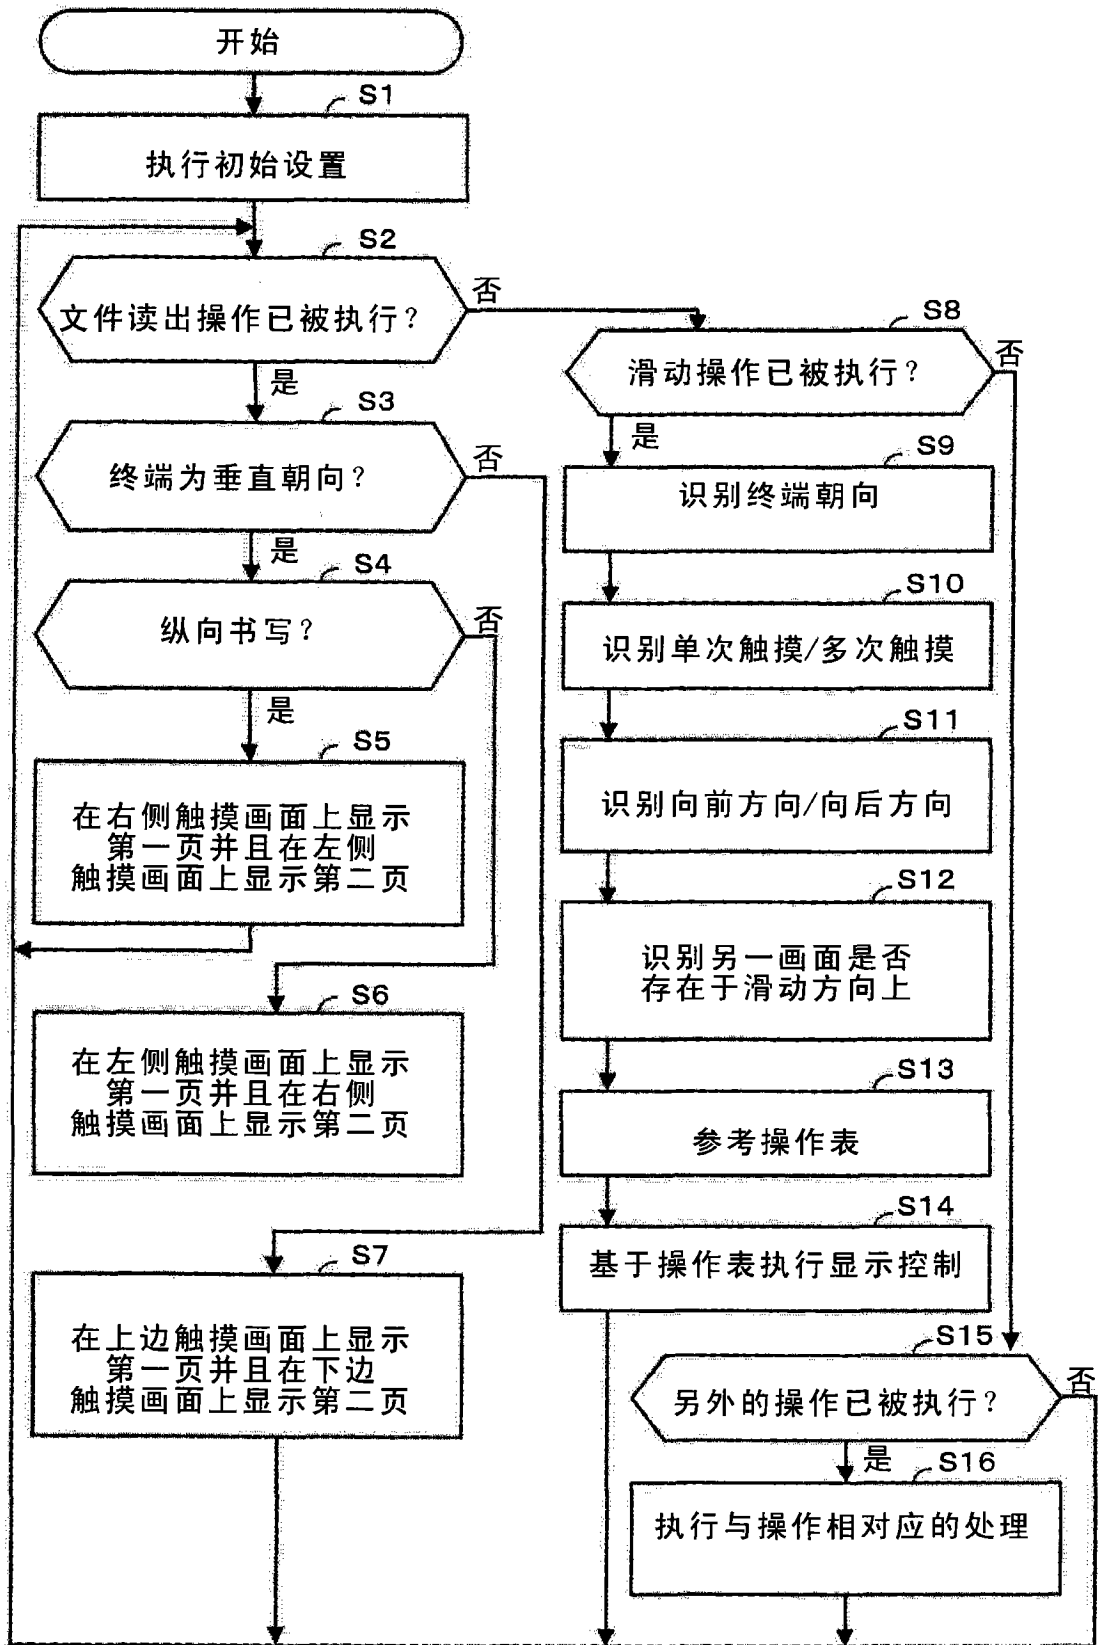 开始
S1
执行初始设置
S2
文件读出操作已被执行？
否
是
S3
终端为垂直朝向？
否
是
S4
纵向书写？
否
是
S5
在右侧触摸画面上显示
第一页并且在左侧
触摸画面上显示第二页
S6
在左侧触摸画面上显示
第一页并且在右侧
触摸画面上显示第二页
S7
在上边触摸画面上显示
第一页并且在下边
触摸画面上显示第二页
S8
滑动操作已被执行？
否
是
S9
识别终端朝向
S10
识别单次触摸/多次触摸
S11
识别向前方向/向后方向
S12
识别另一画面是否
存在于滑动方向上
S13
参考操作表
S14
基于操作表执行显示控制
S15
另外的操作已被执行？
否
是
S16
执行与操作相对应的处理